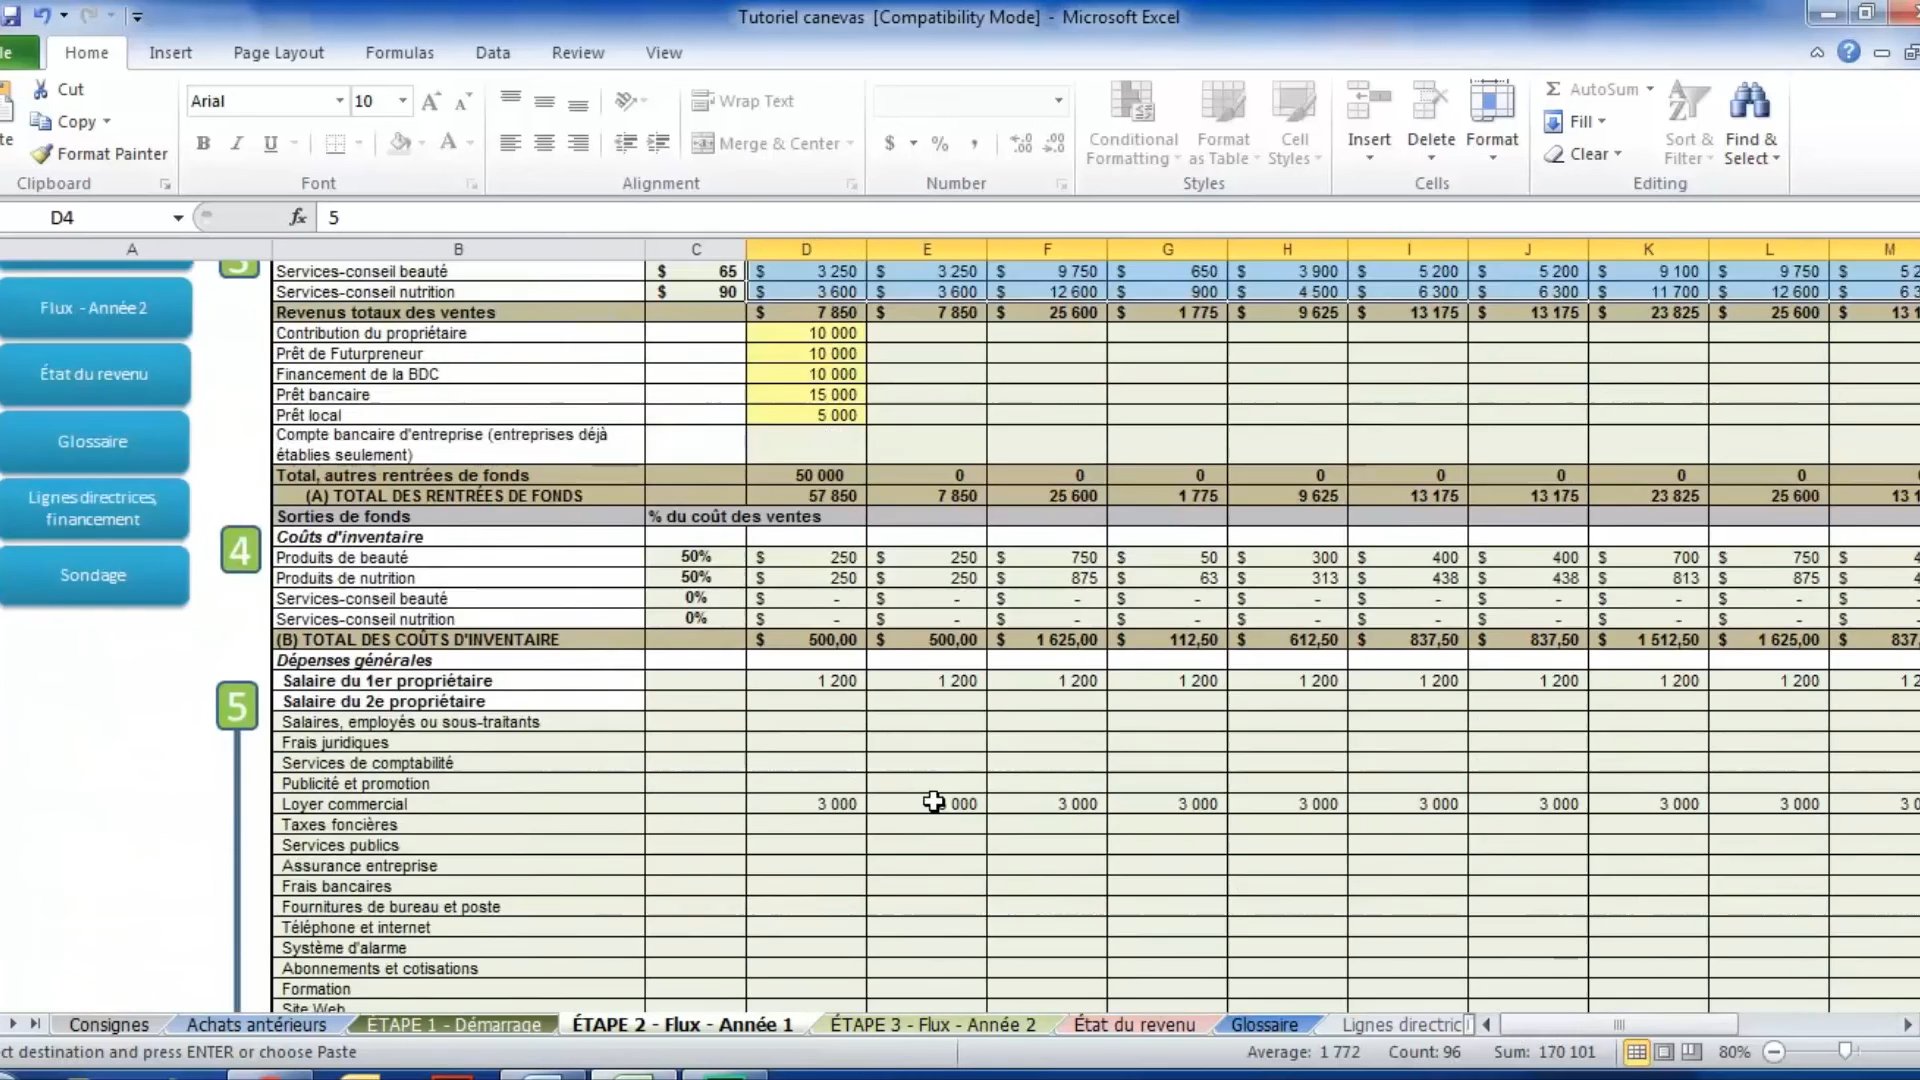 Tutoriel canevas [Compatibility Mode] - Microsoft Excel
Home Insert Page Layout Formulas Data Review View
Cut
Copy
Format Painter
Clipboard
Arial 10
B I U
Font
Wrap Text
Merge & Center
Alignment
$ % ,
Number
Conditional Formatting
Format as Table
Cell Styles
Styles
Insert Delete Format
Cells
AutoSum
Fill
Clear
Sort & Filter
Find & Select
Editing
D4 fx 5
A B C D E F G H I J K L M
Services-conseil beauté $ 65 $ 3 250 $ 3 250 $ 9 750 $ 650 $ 3 900 $ 5 200 $ 5 200 $ 9 100 $ 9 750 $
Services-conseil nutrition $ 90 $ 3 600 $ 3 600 $ 12 600 $ 900 $ 4 500 $ 6 300 $ 6 300 $ 11 700 $ 12 600 $
Revenus totaux des ventes $ 7 850 $ 7 850 $ 25 600 $ 1 775 $ 9 625 $ 13 175 $ 13 175 $ 23 825 $ 25 600 $
Contribution du propriétaire 10 000
Prêt de Futurpreneur 10 000
Financement de la BDC 10 000
Prêt bancaire 15 000
Prêt local 5 000
Compte bancaire d'entreprise (entreprises déjà
établies seulement)
Total, autres rentrées de fonds 50 000 0 0 0 0 0 0 0 0
(A) TOTAL DES RENTRÉES DE FONDS 57 850 7 850 25 600 1 775 9 625 13 175 13 175 23 825 25 600
Sorties de fonds % du coût des ventes
Coûts d'inventaire
Produits de beauté 50% $ 250 $ 250 $ 750 $ 50 $ 300 $ 400 $ 400 $ 700 $ 750 $
Produits de nutrition 50% $ 250 $ 250 $ 875 $ 63 $ 313 $ 438 $ 438 $ 813 $ 875 $
Services-conseil beauté 0% $ - $ - $ - $ - $ - $ - $ - $ - $ - $
Services-conseil nutrition 0% $ - $ - $ - $ - $ - $ - $ - $ - $ - $
(B) TOTAL DES COÛTS D'INVENTAIRE $ 500,00 $ 500,00 $ 1 625,00 $ 112,50 $ 612,50 $ 837,50 $ 837,50 $ 1 512,50 $ 1 625,00 $
Dépenses générales
Salaire du 1er propriétaire 1 200 1 200 1 200 1 200 1 200 1 200 1 200 1 200 1 200
Salaire du 2e propriétaire
Salaires, employés ou sous-traitants
Frais juridiques
Services de comptabilité
Publicité et promotion
Loyer commercial 3 000 000 3 000 3 000 3 000 3 000 3 000 3 000 3 000
Taxes foncières
Services publics
Assurance entreprise
Frais bancaires
Fournitures de bureau et poste
Téléphone et internet
Système d'alarme
Abonnements et cotisations
Formation
Site Web
Flux - Année 2
État du revenu
Glossaire
Lignes directrices,
financement
Sondage
4
5
Consignes Achats antérieurs ÉTAPE 1 - Démarrage ÉTAPE 2 - Flux - Année 1 ÉTAPE 3 - Flux - Année 2 État du revenu Glossaire Lignes directric
destination and press ENTER or choose Paste Average: 1 772 Count: 96 Sum: 170 101 80%